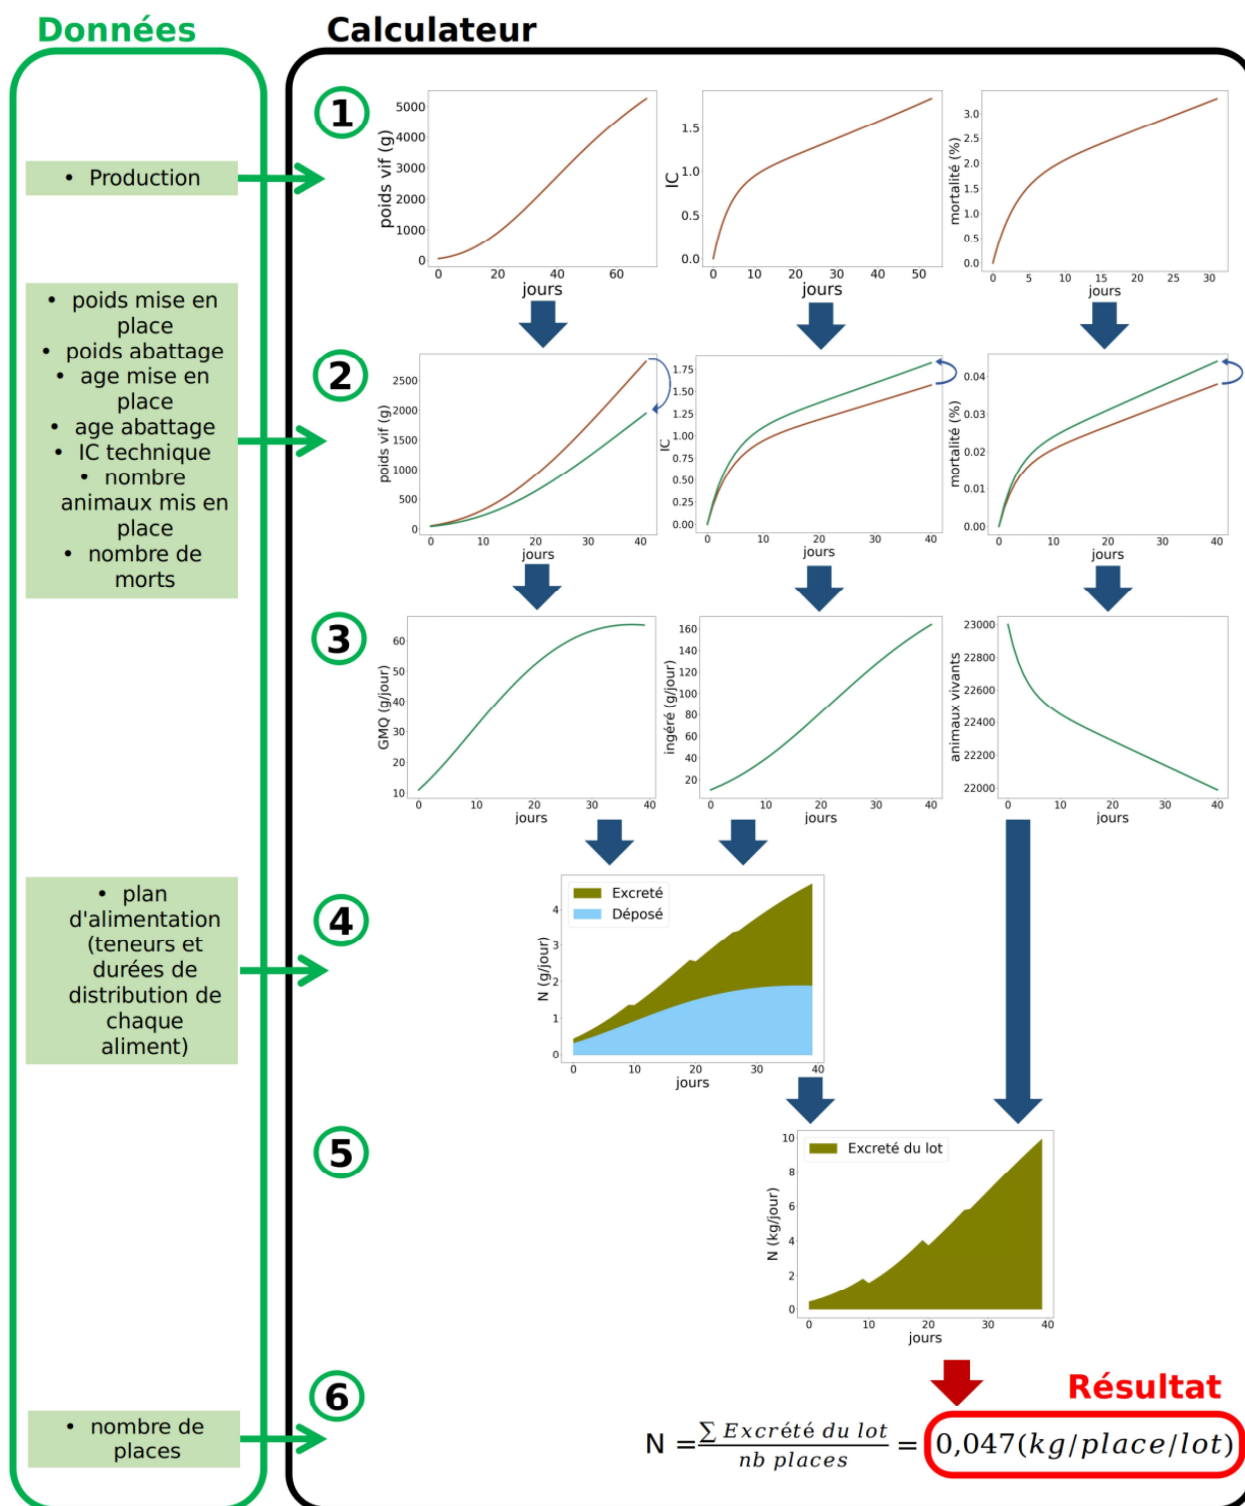 Données
Calculateur
• Production
1
5000
4000
3000
2000
1000
0
0
20
40
60
poids vif (g)
jours
1.5
1.0
0.5
0.0
0
10
20
30
40
50
IC
jours
3.0
2.5
2.0
1.5
1.0
0.5
0.0
0
5
10
15
20
25
30
mortalité (%)
jours
• poids mise en
place
• poids abattage
• age mise en
place
• age abattage
• IC technique
• nombre
animaux mis en
place
• nombre de
morts
2
2500
2000
1500
1000
500
0
0
10
20
30
40
poids vif (g)
jours
1.75
1.50
1.25
1.00
0.75
0.50
0.25
0.00
0
10
20
30
40
IC
jours
0.04
0.03
0.02
0.01
0.00
0
10
20
30
40
mortalité (%)
jours
3
60
50
40
30
20
10
0
10
20
30
40
GMQ (g/jour)
jours
160
140
120
100
80
60
40
20
0
10
20
30
40
ingéré (g/jour)
jours
23000
22800
22600
22400
22200
22000
0
10
20
30
40
animaux vivants
jours
• plan
d'alimentation
(teneurs et
durées de
distribution de
chaque
aliment)
4
Excreté
Déposé
4
3
2
1
0
0
10
20
30
40
N (g/jour)
jours
5
Excreté du lot
10
8
6
4
2
0
0
10
20
30
40
N (kg/jour)
jours
6
• nombre de
places
Résultat
N = ∑ Excrété du lot / nb places = 0,047(kg/place/lot)